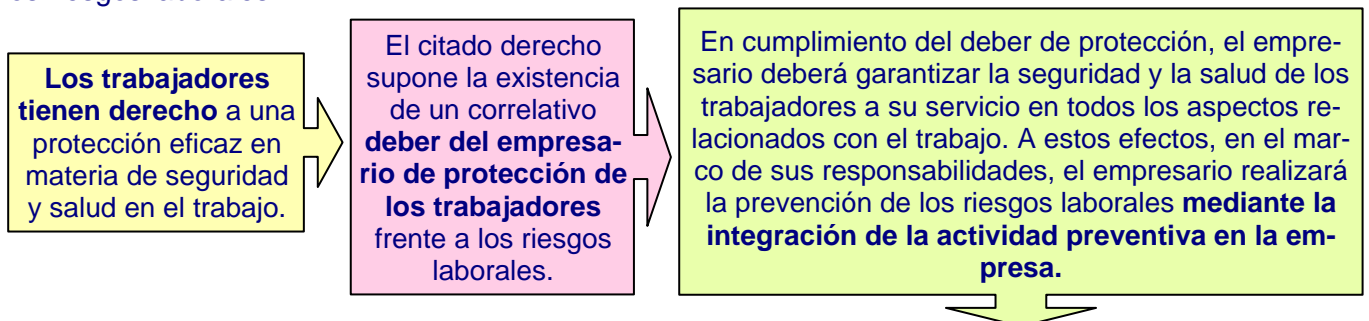 Los trabajadores
tienen derecho a una
protección eficaz en
materia de seguridad
y salud en el trabajo.
El citado derecho
supone la existencia
de un correlativo
deber del empresa-
rio de protección de
los trabajadores
frente a los riesgos
laborales.
En cumplimiento del deber de protección, el empre-
sario deberá garantizar la seguridad y la salud de los
trabajadores a su servicio en todos los aspectos re-
lacionados con el trabajo. A estos efectos, en el mar-
co de sus responsabilidades, el empresario realizará
la prevención de los riesgos laborales mediante la
integración de la actividad preventiva en la em-
presa.